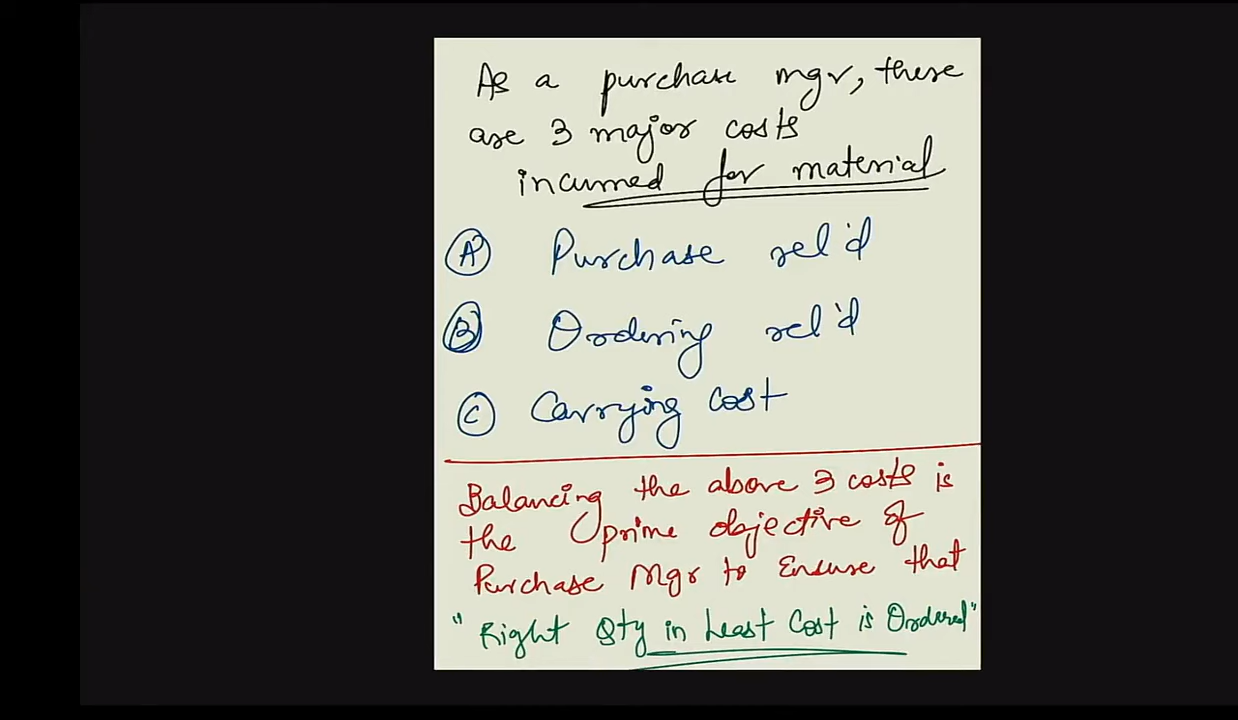 As a purchase mgr, there
are 3 major costs
incurred for material
A Purchase rel'd
B Ordering rel'd
C Carrying cost
Balancing the above 3 costs is
the prime objective of
Purchase Mgr to Ensure that
"Right Qty in Least Cost is Ordered"